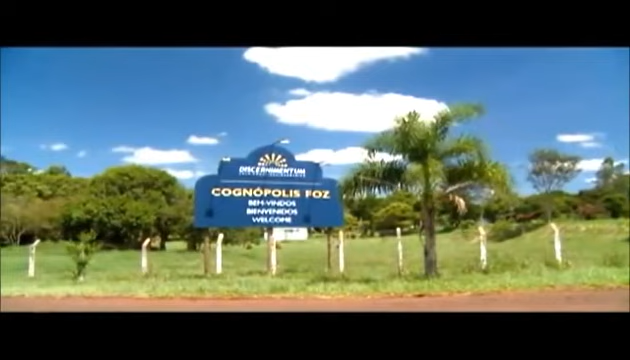 DISCERNIMENTUM
COGNÓPOLIS FOZ
BEM-VINDOS
BIENVENIDOS
WELCOME